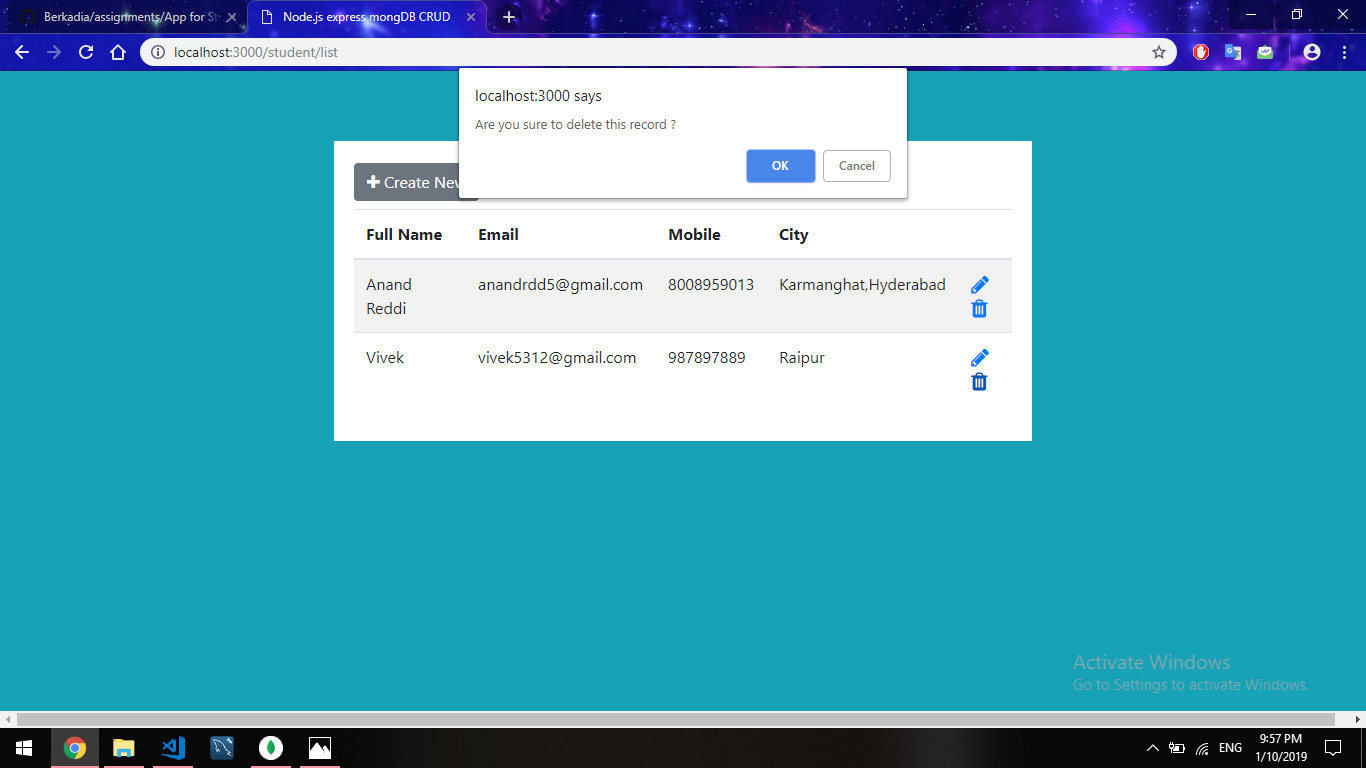 Berkadia/assignments/App for St
Node.js express mongDB CRUD
localhost:3000/student/list
localhost:3000 says
Are you sure to delete this record ?
OK
Cancel
Create New
Full Name Email Mobile City
Anand Reddi anandrdd5@gmail.com 8008959013 Karmanghat,Hyderabad
Vivek vivek5312@gmail.com 987897889 Raipur
Activate Windows
Go to Settings to activate Windows.
ENG
9:57 PM
1/10/2019